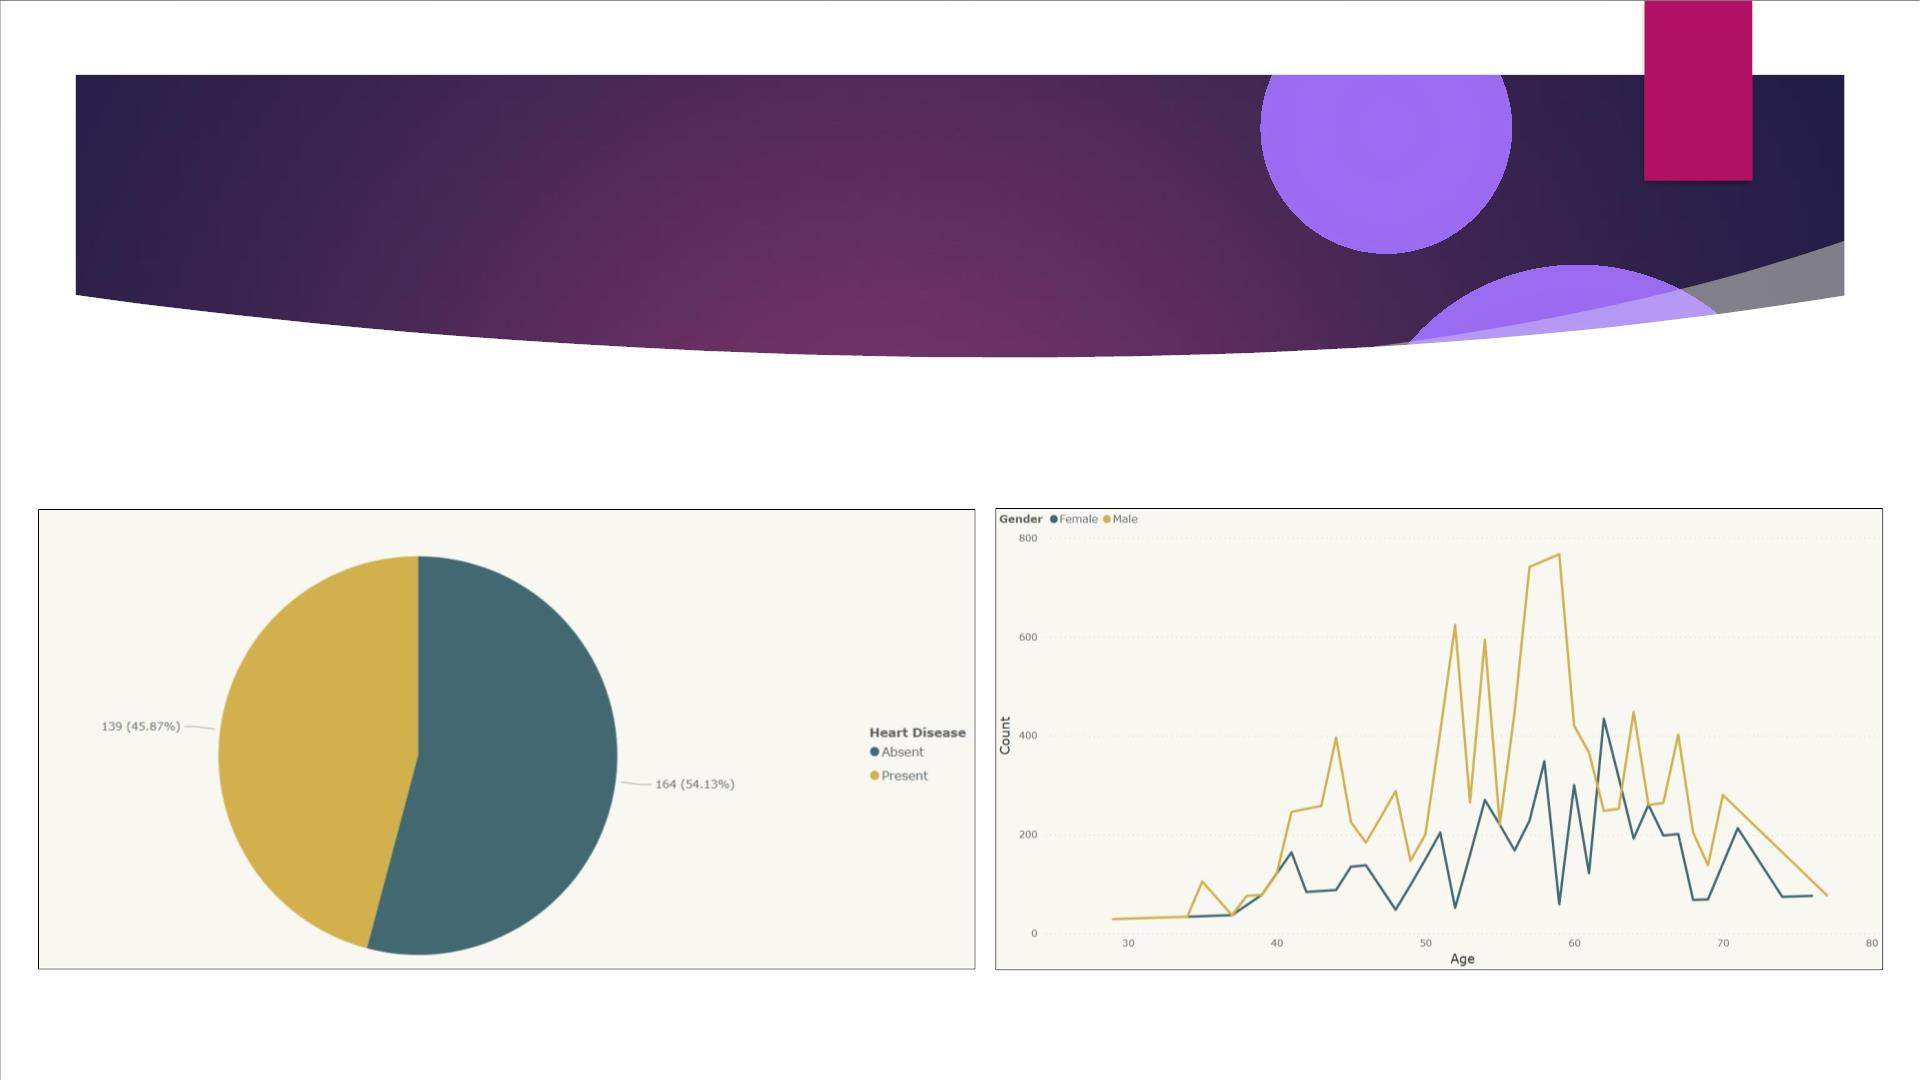 139 (45.87%)
164 (54.13%)
Heart Disease
Absent
Present
Gender Female Male
800
600
400
200
0
Count
30 40 50 60 70 80
Age